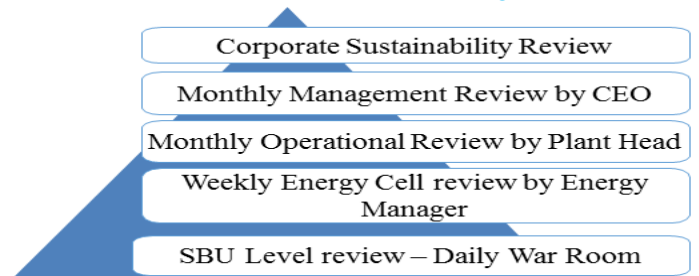 Corporate Sustainability Review
Monthly Management Review by CEO
Monthly Operational Review by Plant Head
Weekly Energy Cell review by Energy
Manager
SBU Level review – Daily War Room